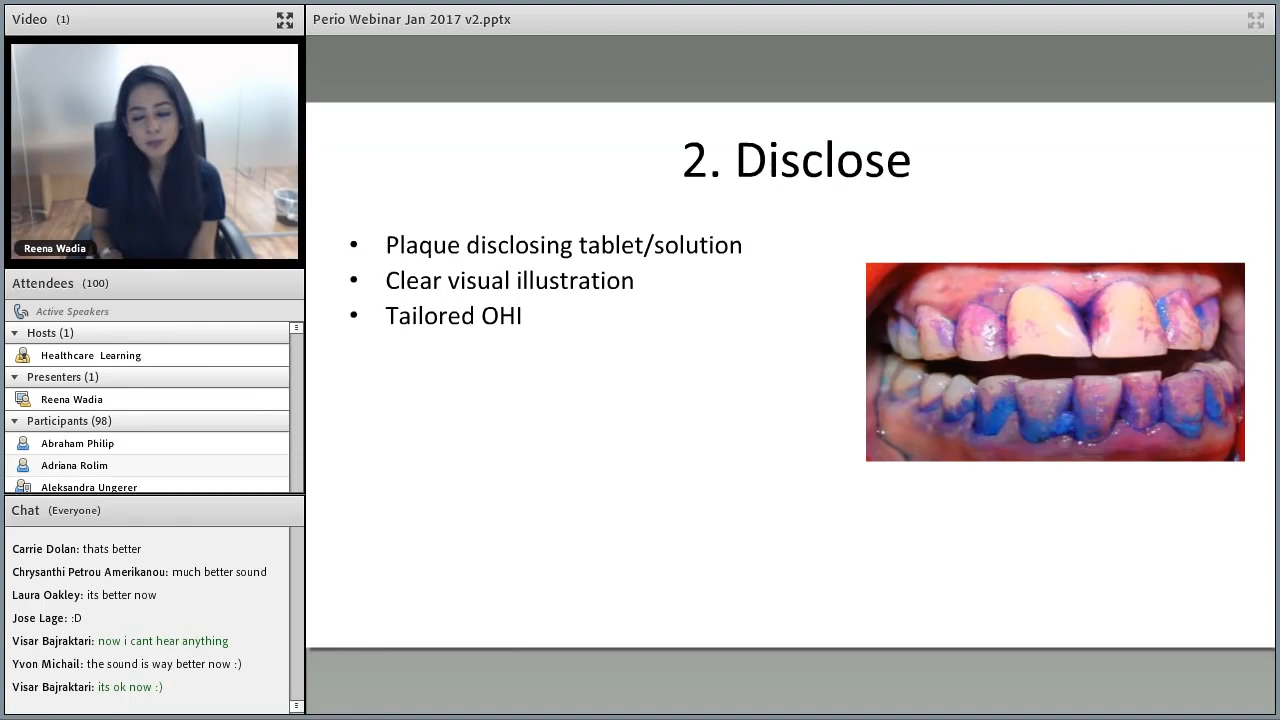 Video (1)
Perio Webinar Jan 2017 v2.pptx
Reena Wadia
Attendees (100)
Active Speakers
Hosts (1)
Healthcare Learning
Presenters (1)
Reena Wadia
Participants (98)
Abraham Philip
Adriana Rolim
Aleksandra Ungerer
Chat (Everyone)
Carrie Dolan: thats better
Chrysanthi Petrou Amerikanou: much better sound
Laura Oakley: its better now
Jose Lage: :D
Visar Bajraktari: now i cant hear anything
Yvon Michail: the sound is way better now :)
Visar Bajraktari: its ok now :)
2. Disclose
• Plaque disclosing tablet/solution
• Clear visual illustration
• Tailored OHI